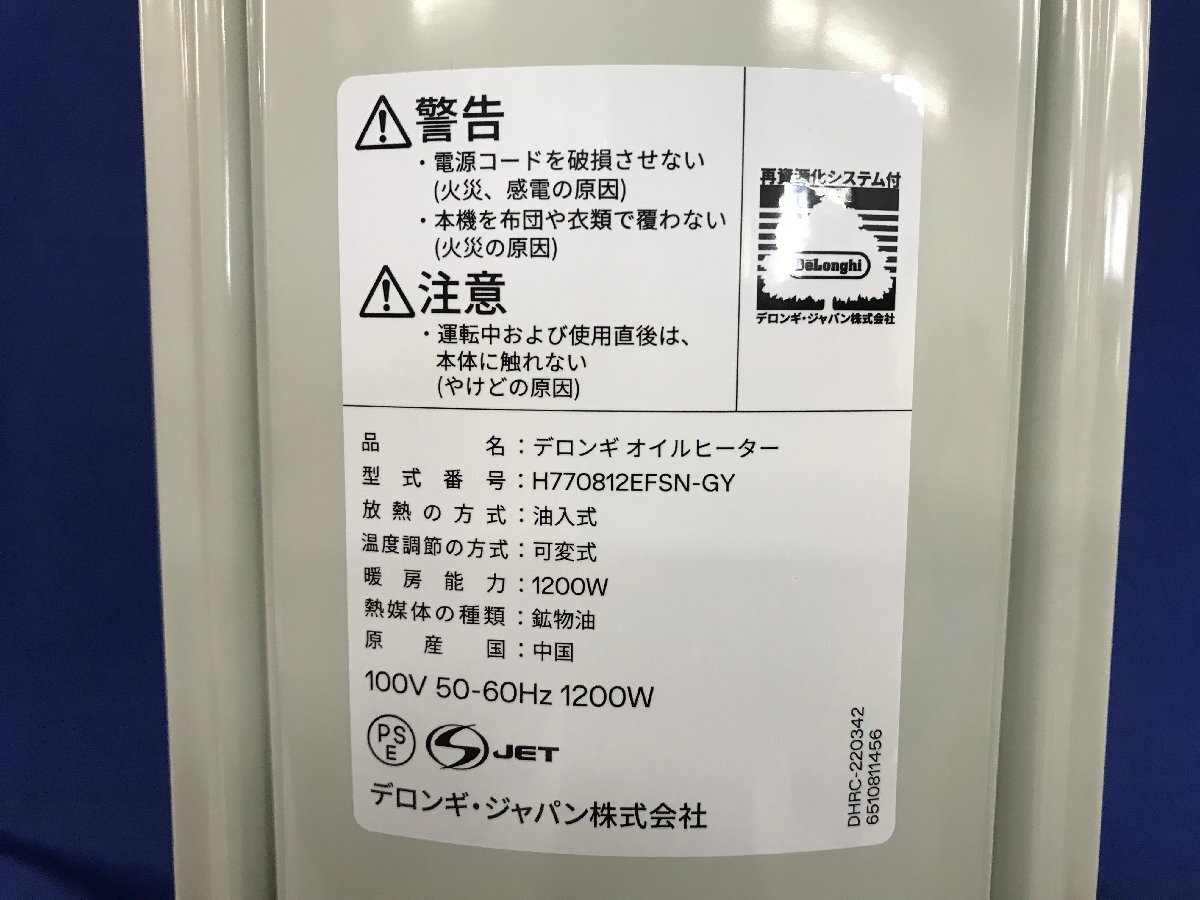 警告
・電源コードを破損させない
(火災、感電の原因)
・本機を布団や衣類で覆わない
(火災の原因)
注意
・運転中および使用直後は、
本体に触れない
(やけどの原因)
再資源化システム付
DeLonghi
デロンギ・ジャパン株式会社
品名：デロンギ オイルヒーター
型式番号：H770812EFSN-GY
放熱の方式：油入式
温度調節の方式：可変式
暖房能力：1200W
熱媒体の種類：鉱物油
原産国：中国
100V 50-60Hz 1200W
PS
E
JET
デロンギ・ジャパン株式会社
DHRC-220342
6510811456